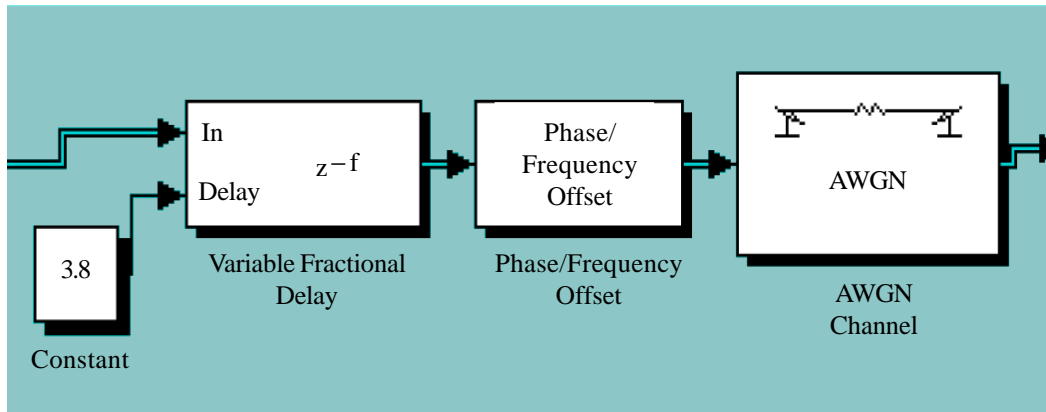 In
z⁻ᶠ
Delay
Variable Fractional
Delay
3.8
Constant
Phase/
Frequency
Offset
Phase/Frequency
Offset
AWGN
AWGN
Channel